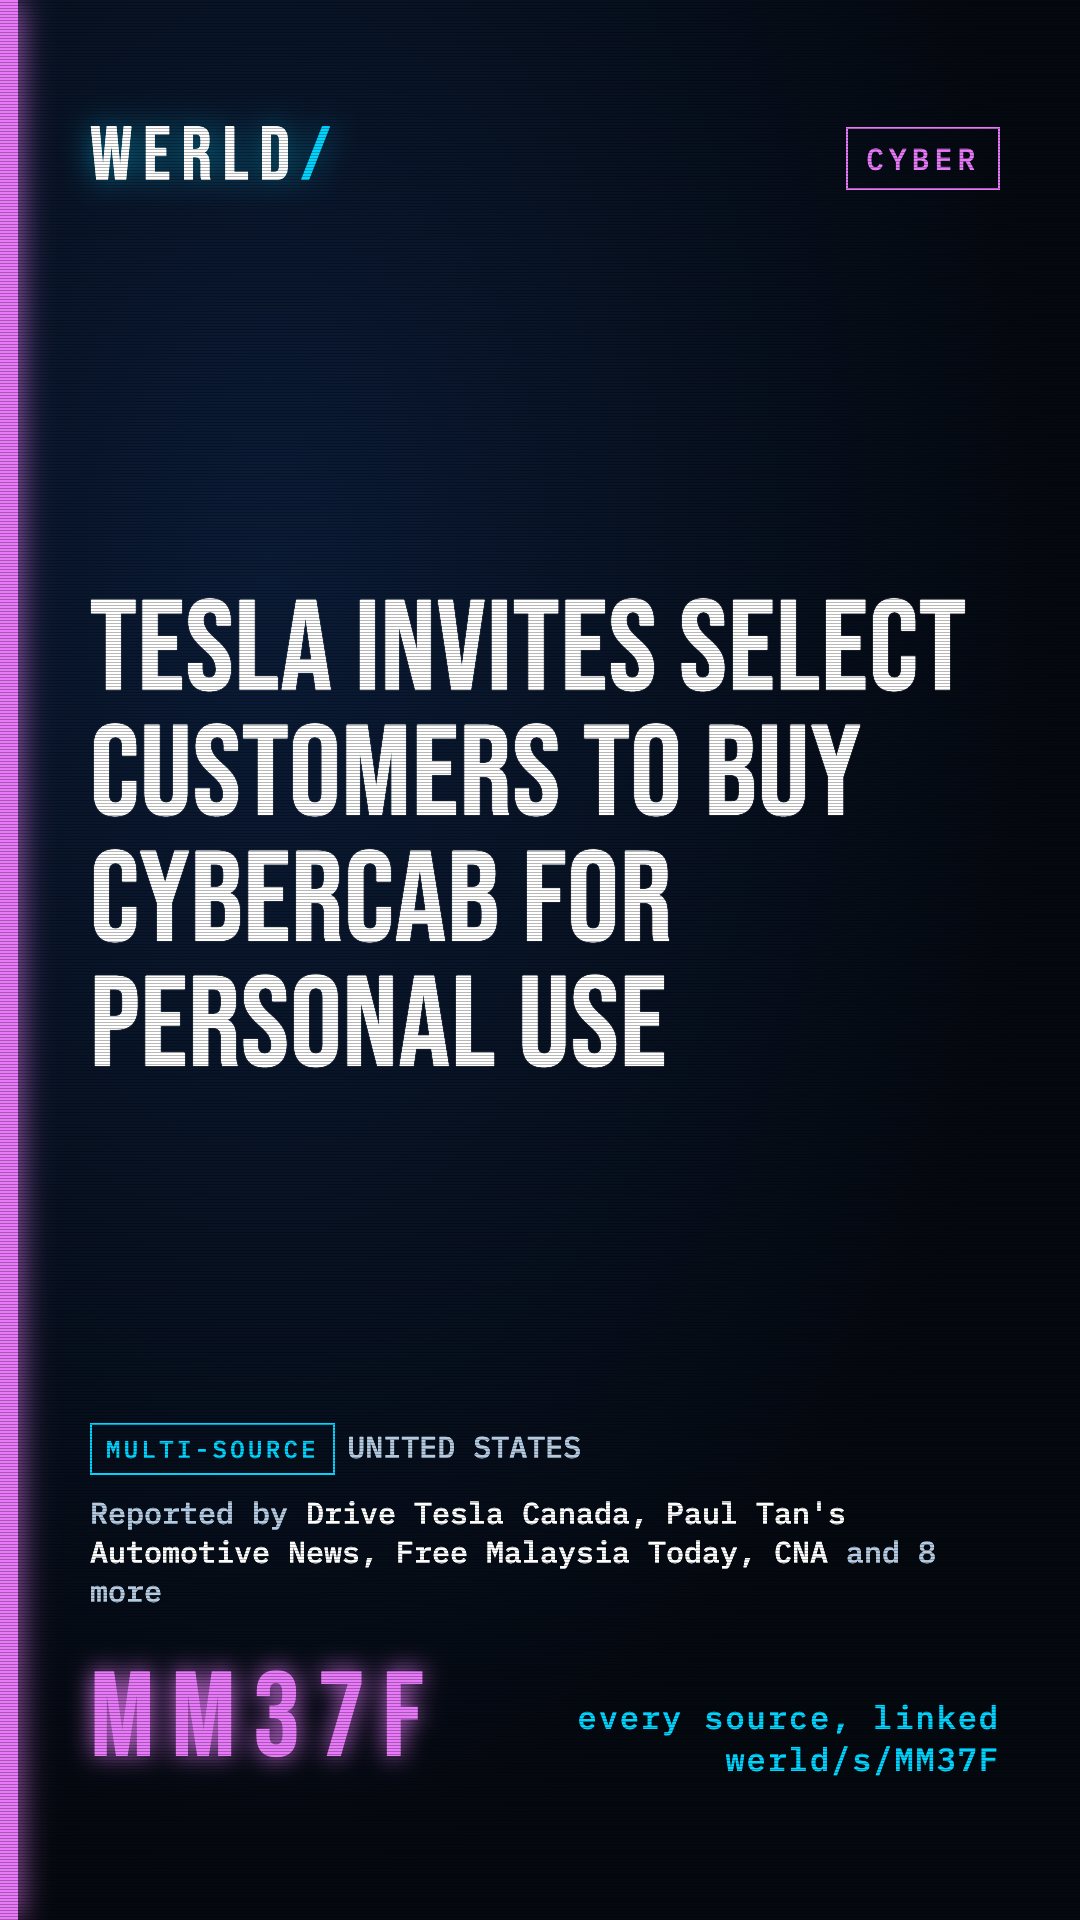 WERLD/
CYBER
TESLA INVITES SELECT
CUSTOMERS TO BUY
CYBERCAB FOR
PERSONAL USE
MULTI-SOURCE UNITED STATES
Reported by Drive Tesla Canada, Paul Tan's
Automotive News, Free Malaysia Today, CNA and 8
more
MM37F
every source, linked
werld/s/MM37F